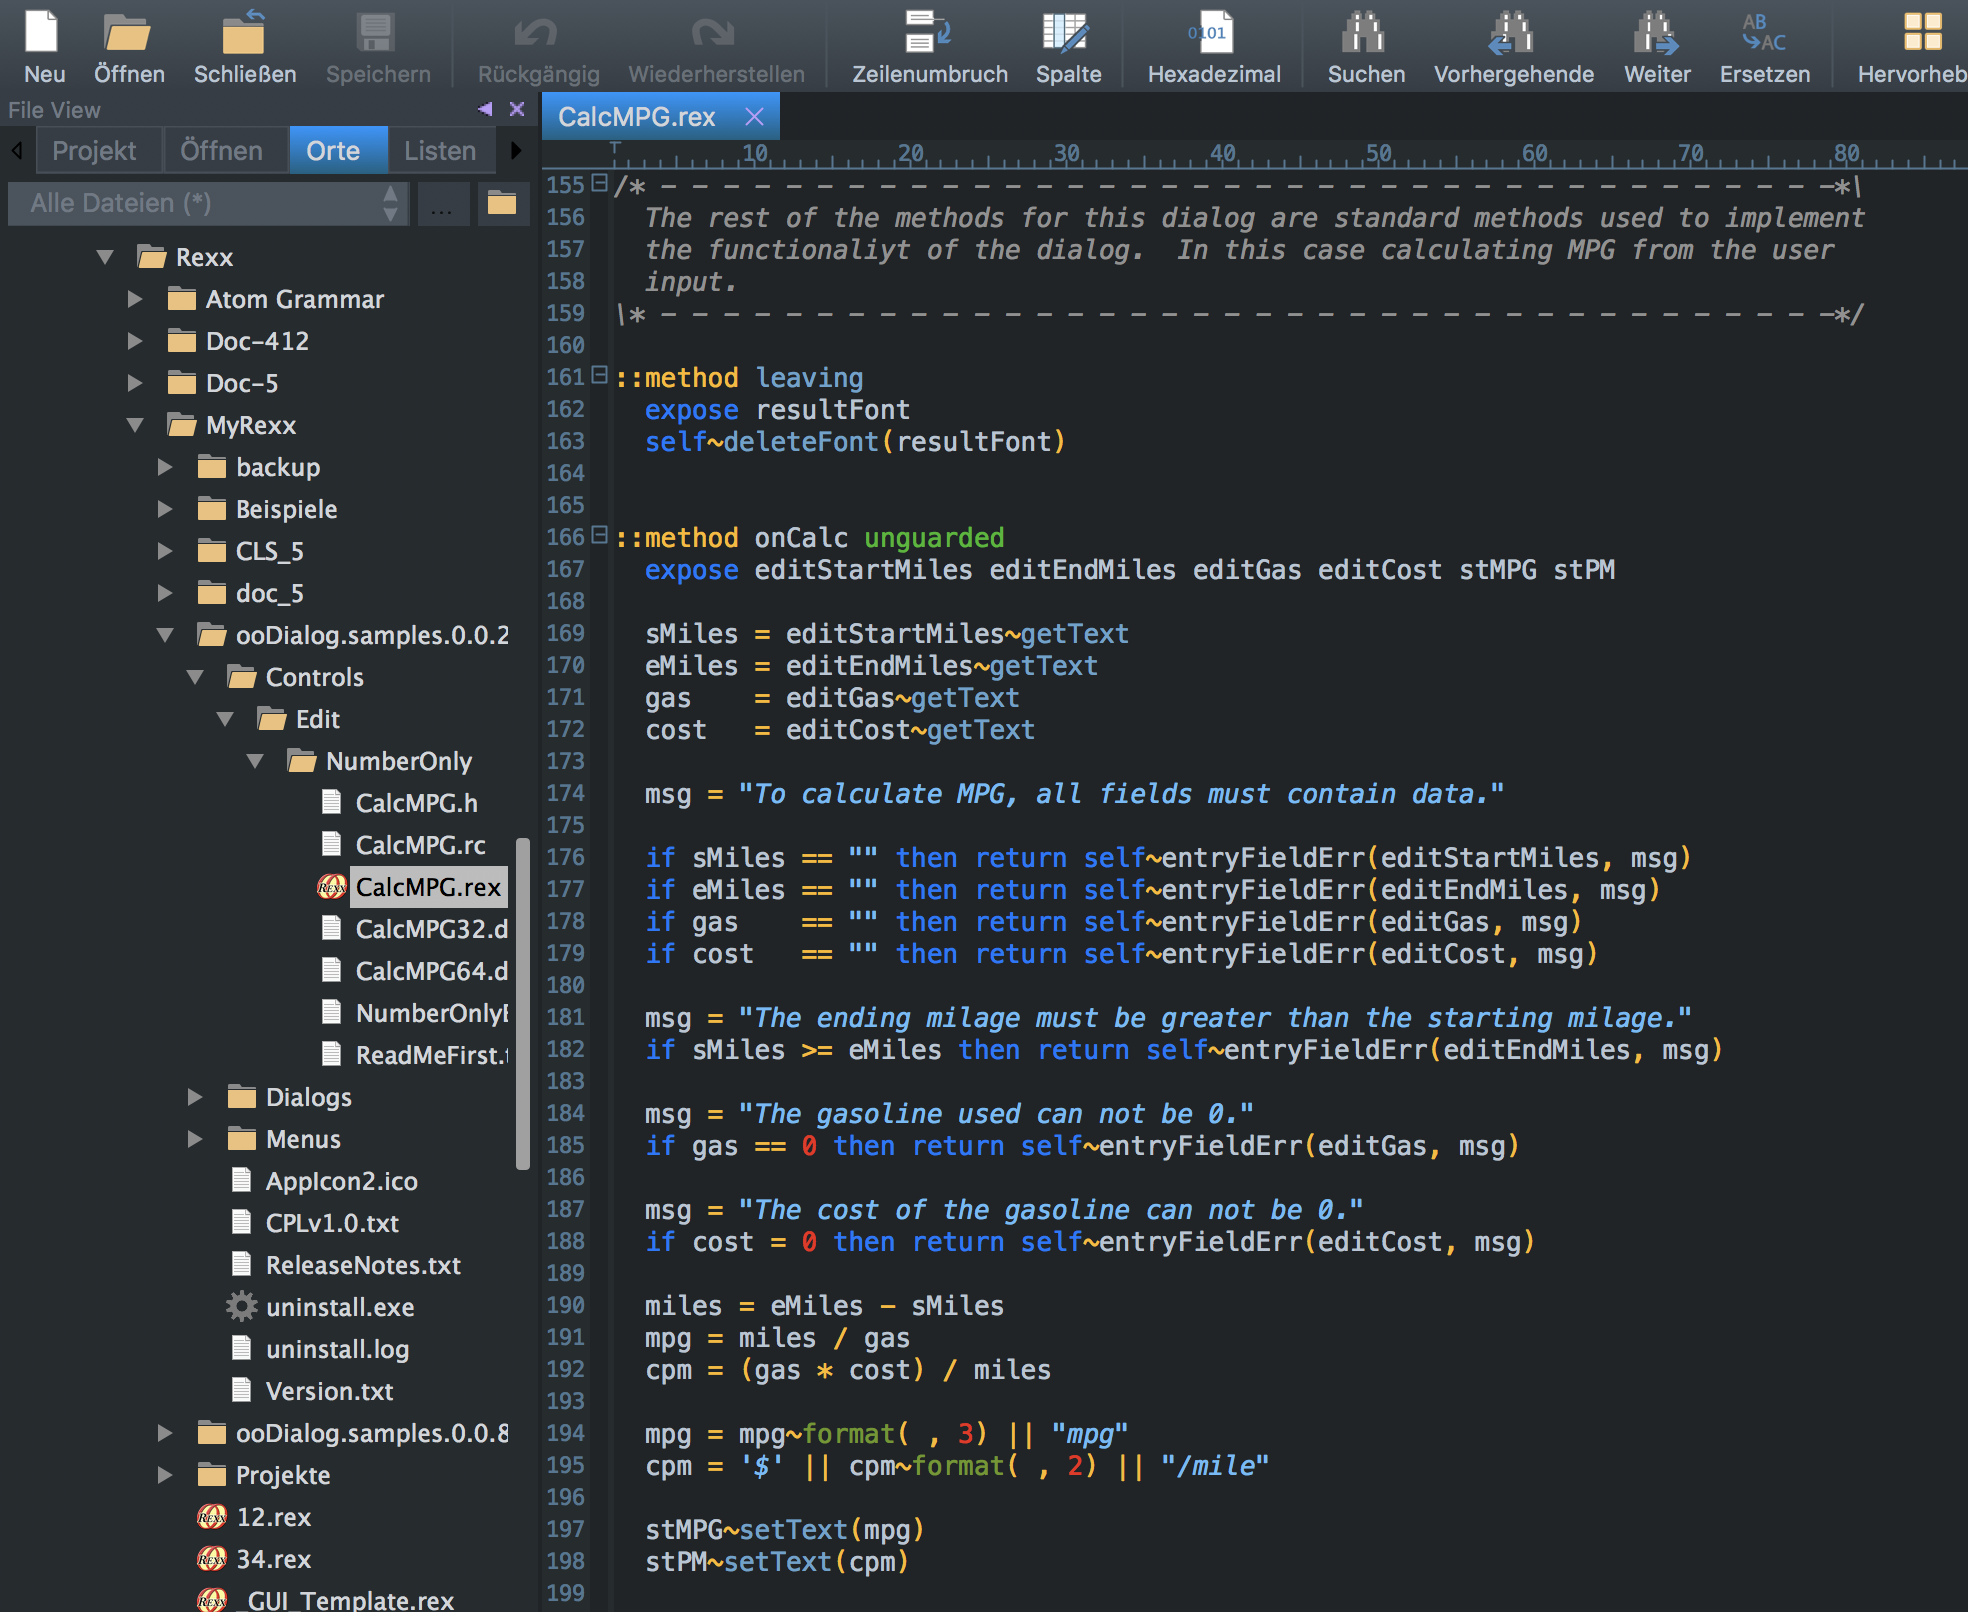 Neu Öffnen Schließen Speichern Rückgängig Wiederherstellen Zeilenumbruch Spalte Hexadezimal Suchen Vorhergehende Weiter Ersetzen Hervorheb
0101
AB
AC
File View
Projekt Öffnen Orte Listen
Alle Dateien (*)
...
Rexx
Atom Grammar
Doc-412
Doc-5
MyRexx
backup
Beispiele
CLS_5
doc_5
ooDialog.samples.0.0.2
Controls
Edit
NumberOnly
CalcMPG.h
CalcMPG.rc
CalcMPG.rex
CalcMPG32.d
CalcMPG64.d
NumberOnlyE
ReadMeFirst.t
Dialogs
Menus
AppIcon2.ico
CPLv1.0.txt
ReleaseNotes.txt
uninstall.exe
uninstall.log
Version.txt
ooDialog.samples.0.0.8
Projekte
12.rex
34.rex
_GUI_Template.rex
CalcMPG.rex
10 20 30 40 50 60 70 80
155 /* - - - - - - - - - - - - - - - - - - - - - - - - - - - - - - - - - - - - - -*\
156   The rest of the methods for this dialog are standard methods used to implement
157   the functionaliyt of the dialog.  In this case calculating MPG from the user
158   input.
159 \* - - - - - - - - - - - - - - - - - - - - - - - - - - - - - - - - - - - - - -*/
160
161 ::method leaving
162   expose resultFont
163   self~deleteFont(resultFont)
164
165
166 ::method onCalc unguarded
167   expose editStartMiles editEndMiles editGas editCost stMPG stPM
168
169   sMiles = editStartMiles~getText
170   eMiles = editEndMiles~getText
171   gas    = editGas~getText
172   cost   = editCost~getText
173
174   msg = "To calculate MPG, all fields must contain data."
175
176   if sMiles == "" then return self~entryFieldErr(editStartMiles, msg)
177   if eMiles == "" then return self~entryFieldErr(editEndMiles, msg)
178   if gas    == "" then return self~entryFieldErr(editGas, msg)
179   if cost   == "" then return self~entryFieldErr(editCost, msg)
180
181   msg = "The ending milage must be greater than the starting milage."
182   if sMiles >= eMiles then return self~entryFieldErr(editEndMiles, msg)
183
184   msg = "The gasoline used can not be 0."
185   if gas == 0 then return self~entryFieldErr(editGas, msg)
186
187   msg = "The cost of the gasoline can not be 0."
188   if cost = 0 then return self~entryFieldErr(editCost, msg)
189
190   miles = eMiles - sMiles
191   mpg = miles / gas
192   cpm = (gas * cost) / miles
193
194   mpg = mpg~format( , 3) || "mpg"
195   cpm = '$' || cpm~format( , 2) || "/mile"
196
197   stMPG~setText(mpg)
198   stPM~setText(cpm)
199